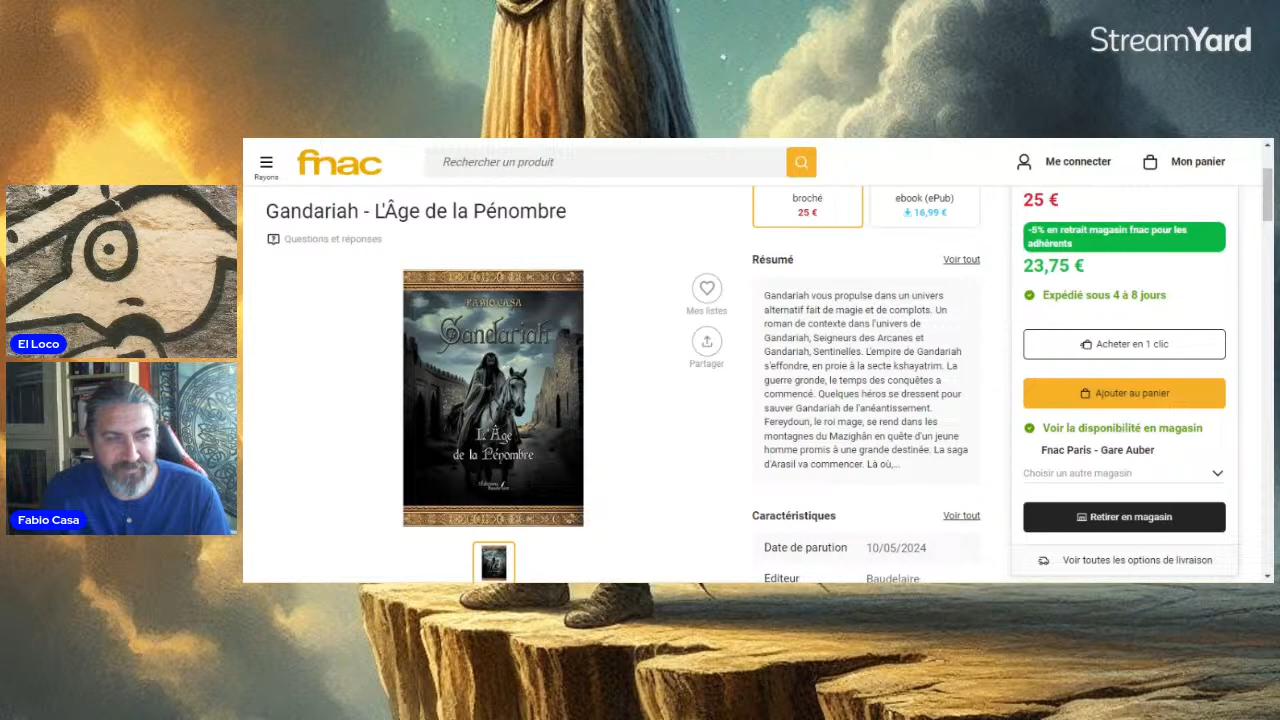 StreamYard
Rayons
fnac
Rechercher un produit
Me connecter
Mon panier
Gandariah - L'Âge de la Pénombre
Questions et réponses
FABIO CASA
Gandariah
L'Âge
de la Pénombre
Mes listes
Partager
broché
25 €
ebook (ePub)
16,99 €
Résumé
Voir tout
Gandariah vous propulse dans un univers
alternatif fait de magie et de complots. Un
roman de contexte dans l'univers de
Gandariah, Seigneurs des Arcanes et
Gandariah, Sentinelles. L'empire de Gandariah
s'effondre, en proie à la secte kshayatrim. La
guerre gronde, le temps des conquêtes a
commencé. Quelques héros se dressent pour
sauver Gandariah de l'anéantissement.
Fereydoun, le roi mage, se rend dans les
montagnes du Mazighân en quête d'un jeune
homme promis à une grande destinée. La saga
d'Arasil va commencer. Là où,...
Caractéristiques
Voir tout
Date de parution
10/05/2024
Editeur
Baudelaire
25 €
-5% en retrait magasin fnac pour les
adhérents
23,75 €
Expédié sous 4 à 8 jours
Acheter en 1 clic
Ajouter au panier
Voir la disponibilité en magasin
Fnac Paris - Gare Auber
Choisir un autre magasin
Retirer en magasin
Voir toutes les options de livraison
El Loco
Fabio Casa